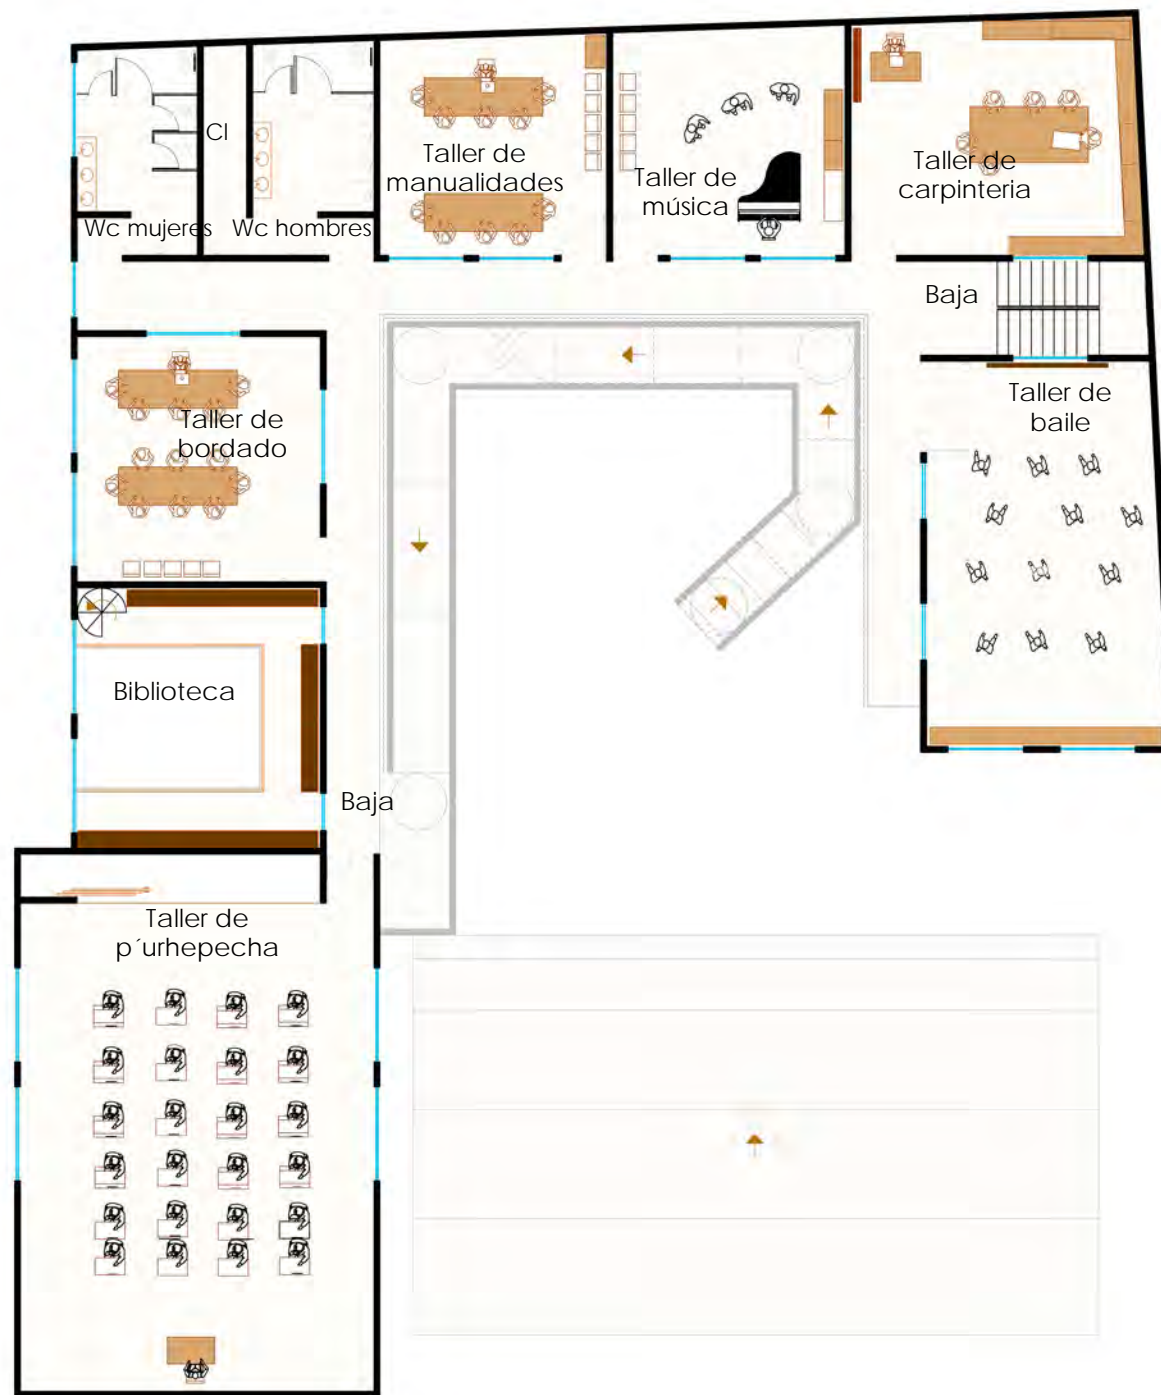 Cl
Wc mujeres
Wc hombres
Taller de
manualidades
Taller de
música
Taller de
carpinteria
Baja
Taller de
baile
Taller de
bordado
Biblioteca
Baja
Taller de
p´urhepecha